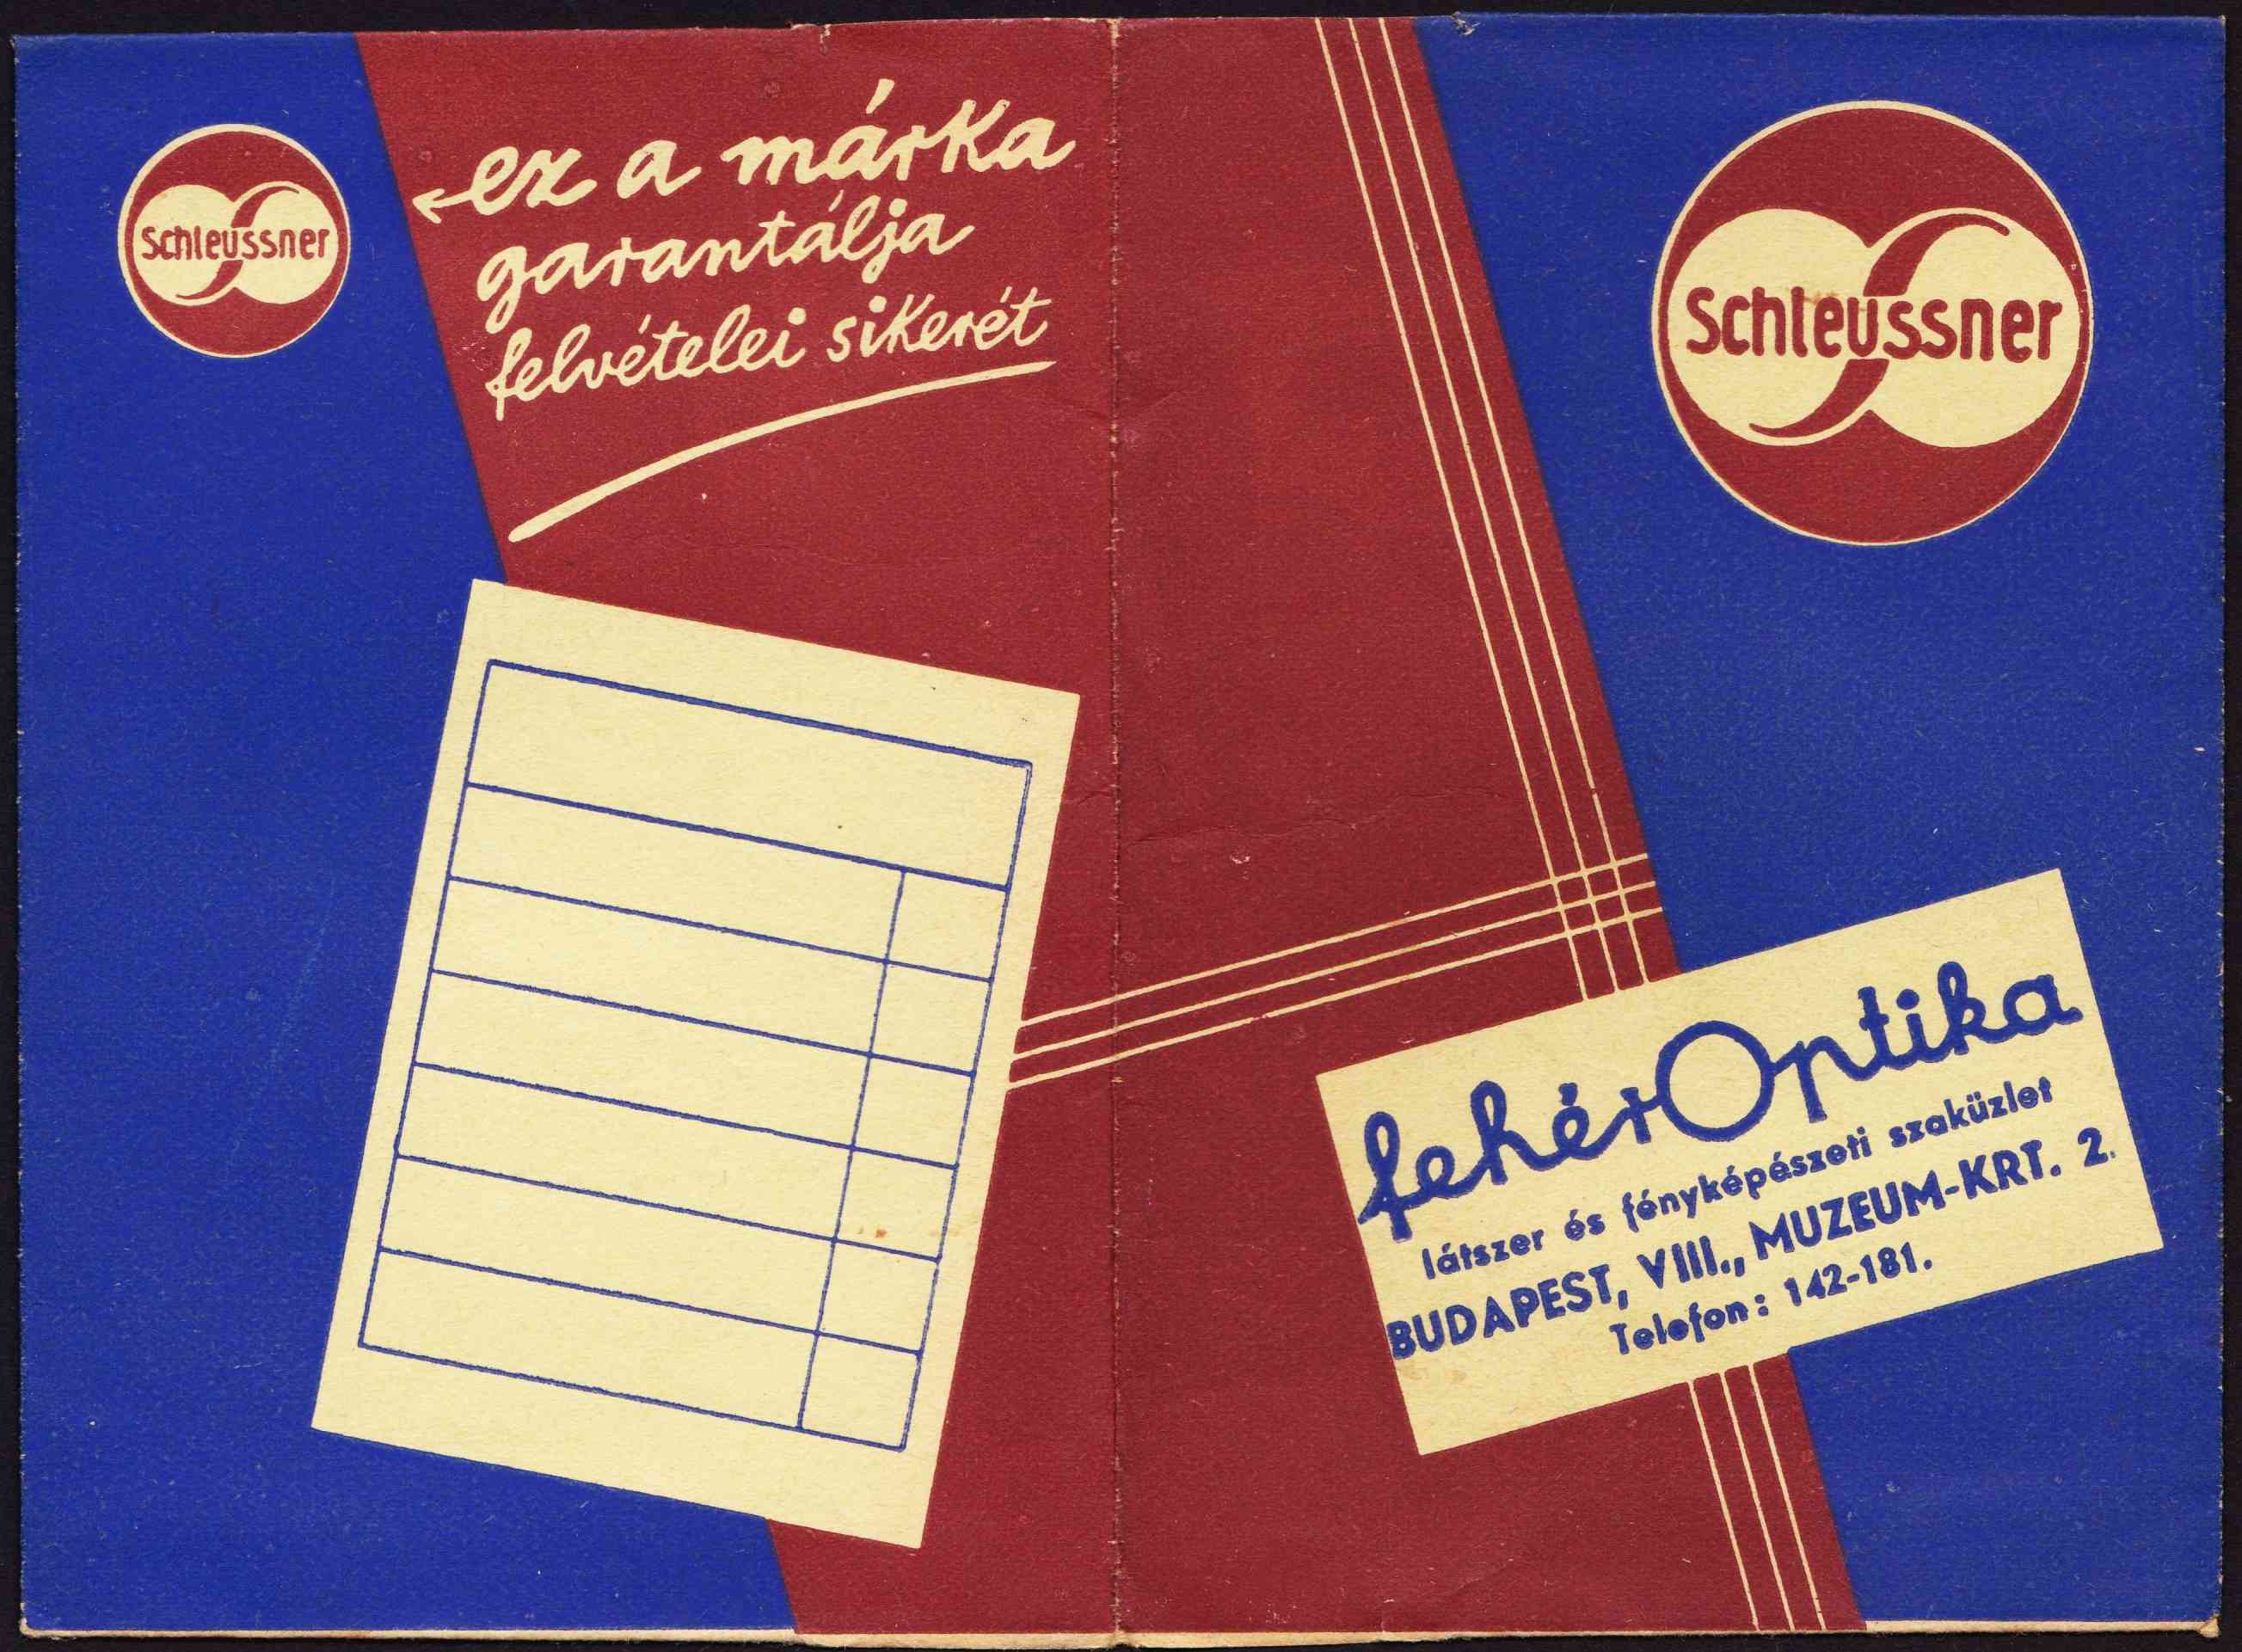 Schleussner
ez a márka
garantálja
felvételei sikerét
Schleussner
fehér Optika
látszer és fényképészeti szaküzlet
BUDAPEST, VIII., MUZEUM-KRT. 2.
Telefon: 142-181.